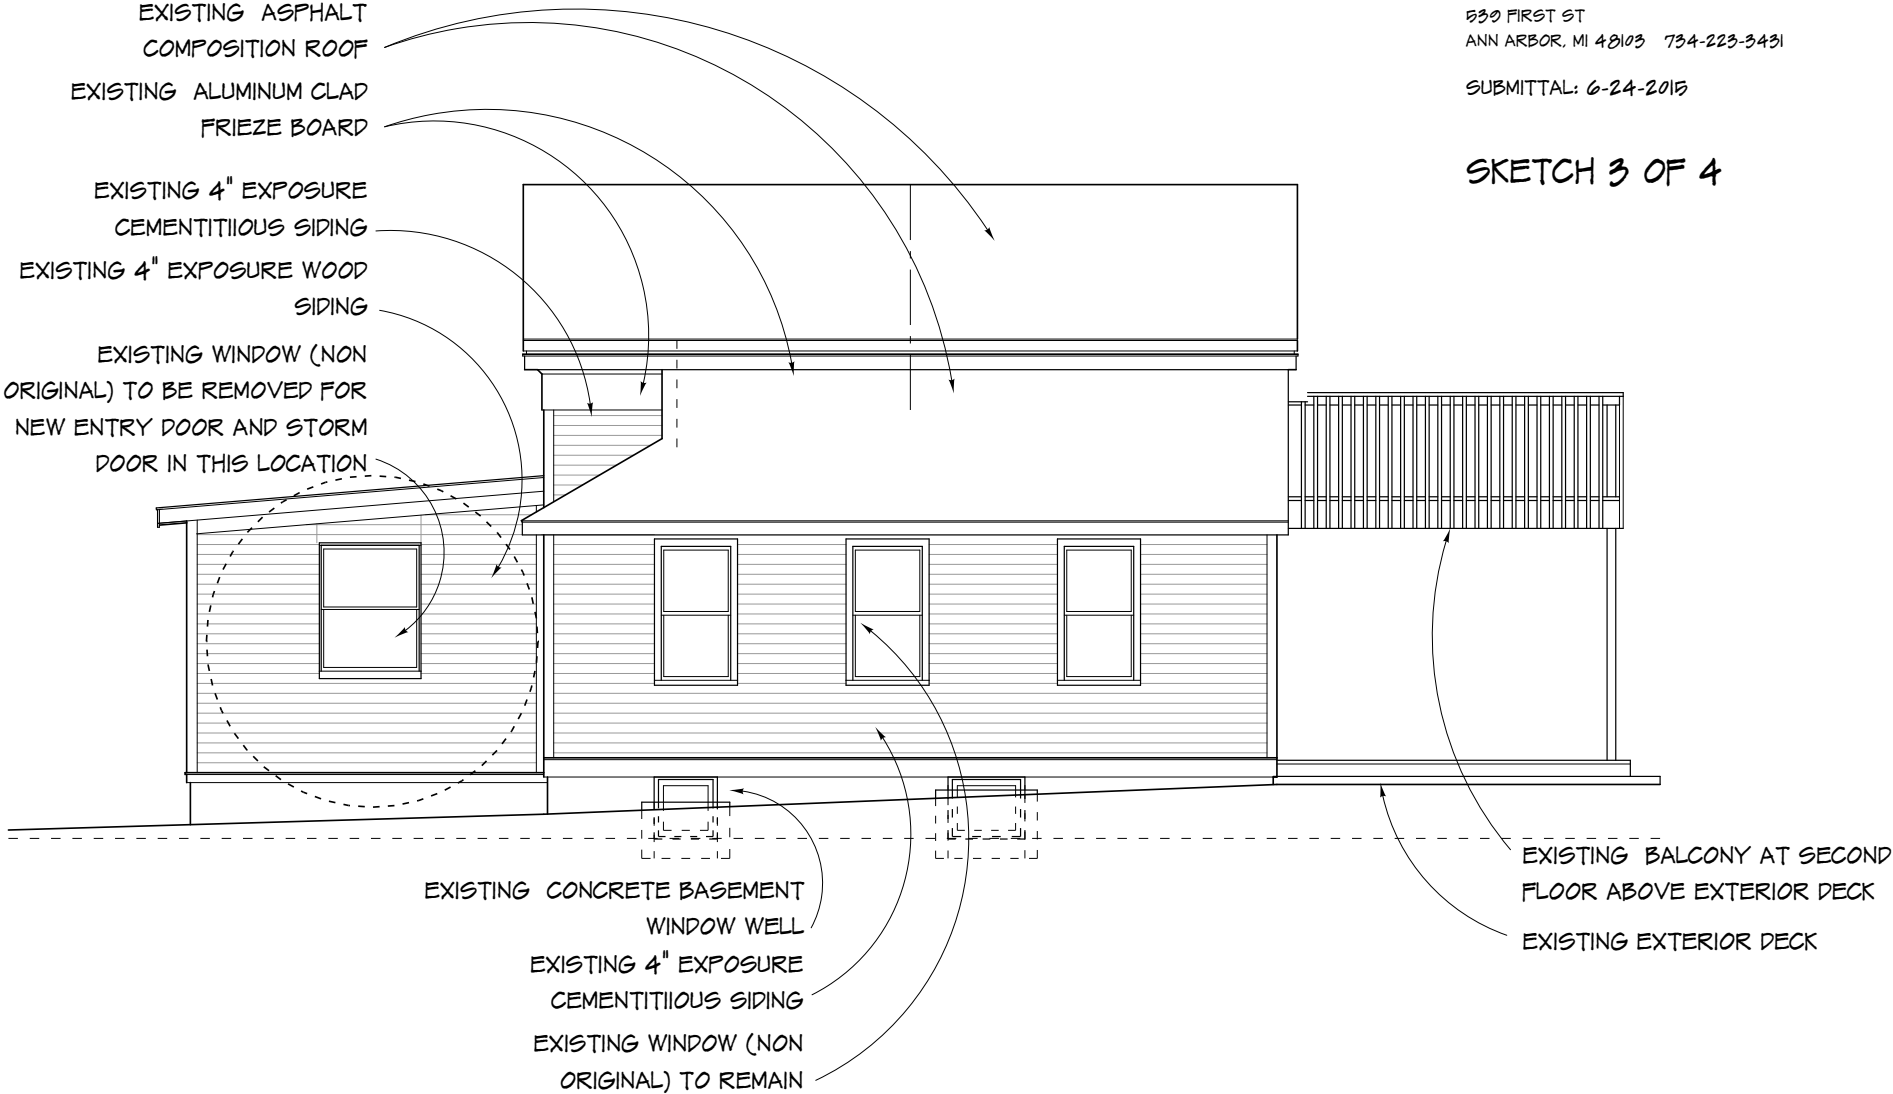 EXISTING ASPHALT
COMPOSITION ROOF
EXISTING ALUMINUM CLAD
FRIEZE BOARD
EXISTING 4" EXPOSURE
CEMENTITIIOUS SIDING
EXISTING 4" EXPOSURE WOOD
SIDING
EXISTING WINDOW (NON
ORIGINAL) TO BE REMOVED FOR
NEW ENTRY DOOR AND STORM
DOOR IN THIS LOCATION
539 FIRST ST
ANN ARBOR, MI 48103 734-223-3431
SUBMITTAL: 6-24-2015
SKETCH 3 OF 4
EXISTING CONCRETE BASEMENT
WINDOW WELL
EXISTING 4" EXPOSURE
CEMENTITIIOUS SIDING
EXISTING WINDOW (NON
ORIGINAL) TO REMAIN
EXISTING BALCONY AT SECOND
FLOOR ABOVE EXTERIOR DECK
EXISTING EXTERIOR DECK